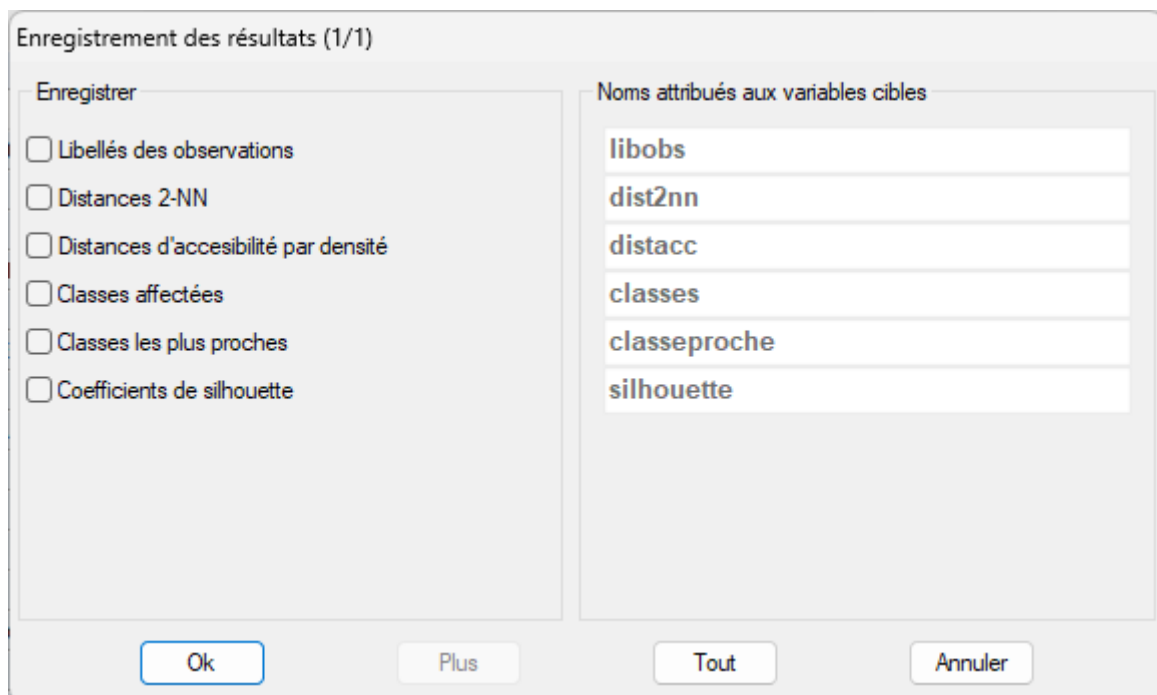 Enregistrement des résultats (1/1)
Enregistrer
Libellés des observations
Distances 2-NN
Distances d'accesibilité par densité
Classes affectées
Classes les plus proches
Coefficients de silhouette
Noms attribués aux variables cibles
libobs
dist2nn
distacc
classes
classeproche
silhouette
Ok
Plus
Tout
Annuler